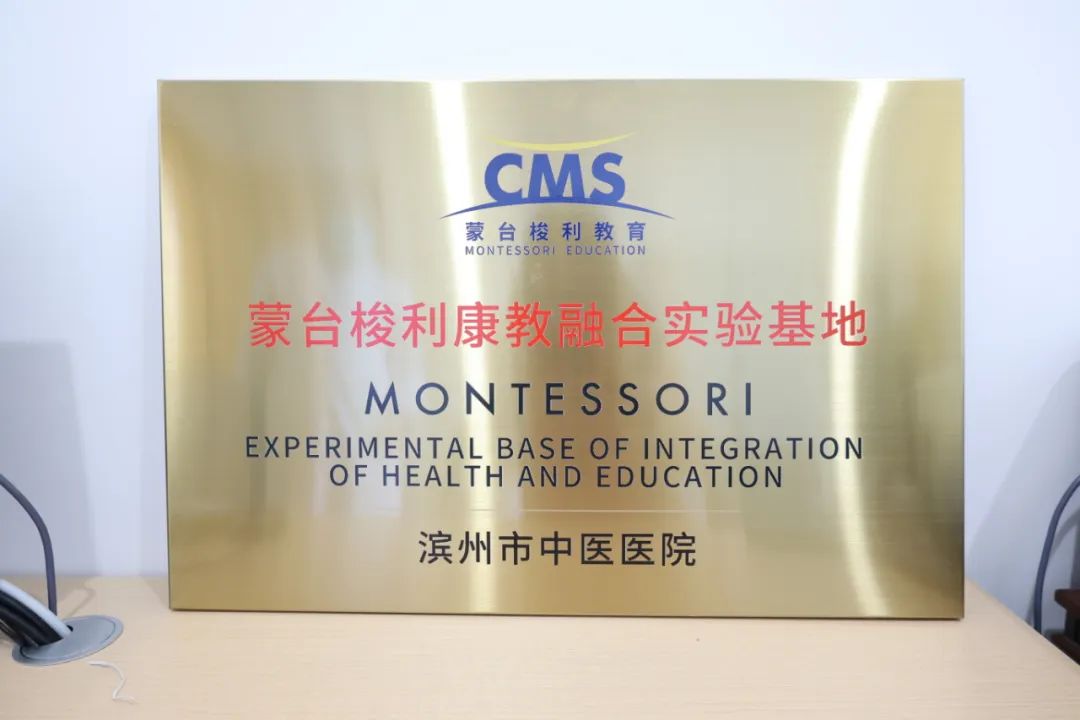 CMS
蒙台梭利教育
MONTESSORI EDUCATION
蒙台梭利康教融合实验基地
MONTESSORI
EXPERIMENTAL BASE OF INTEGRATION
OF HEALTH AND EDUCATION
滨州市中医医院